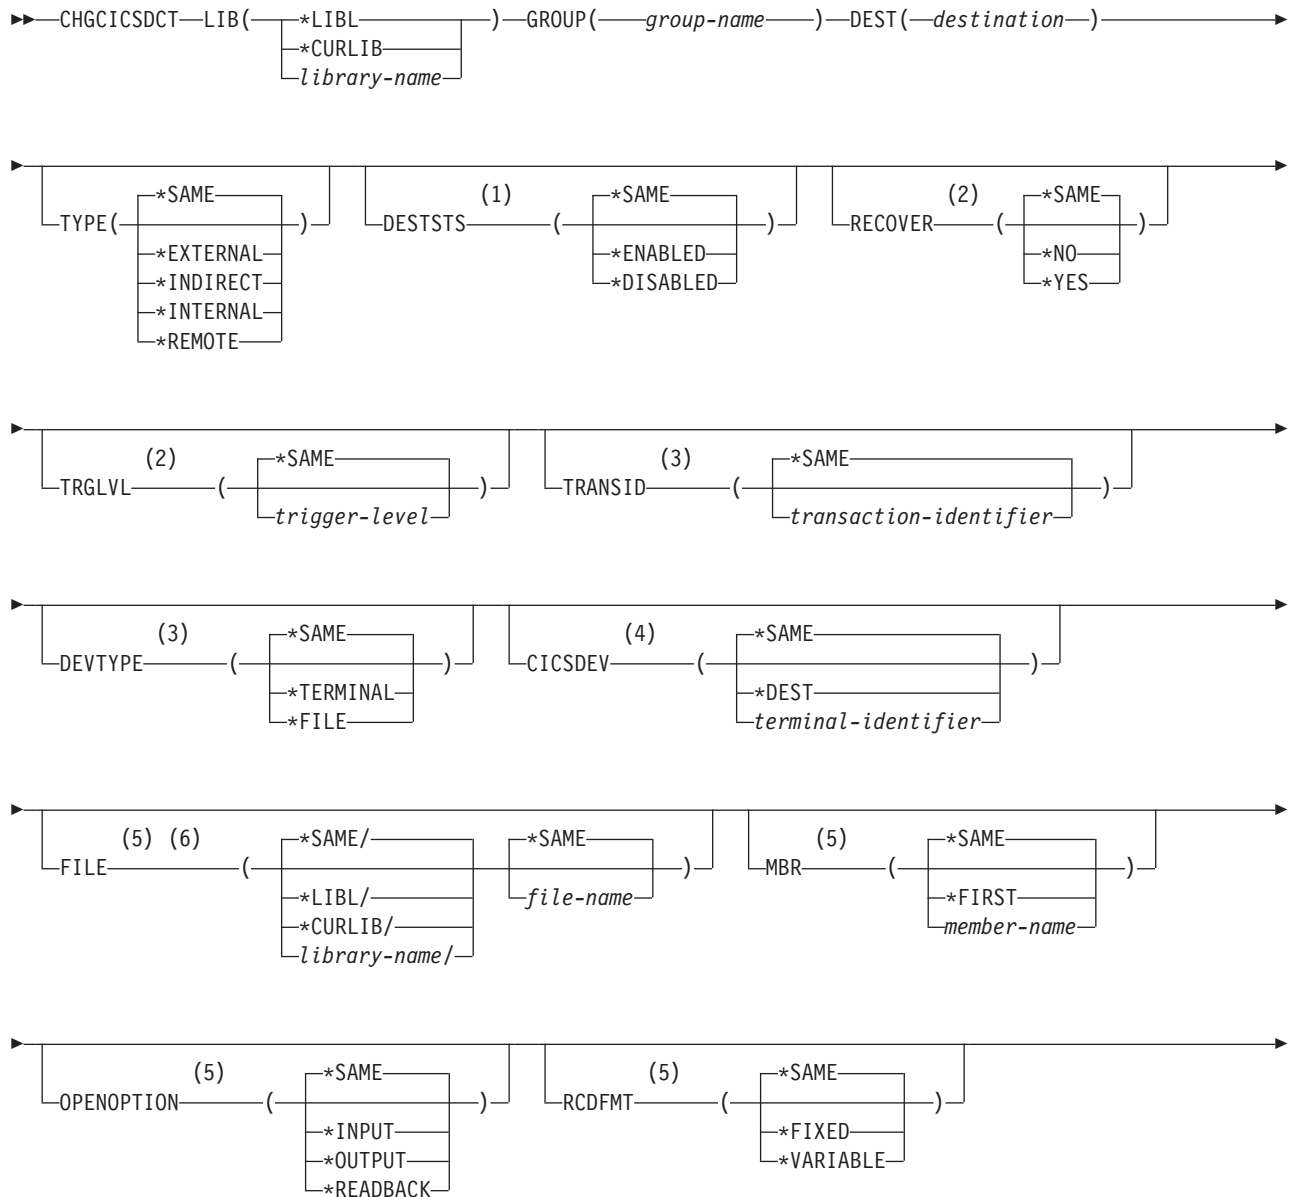 CHGCICSDCT LIB( *LIBL ) GROUP( group-name ) DEST( destination )
*CURLIB
library-name
TYPE( *SAME )
*EXTERNAL
*INDIRECT
*INTERNAL
*REMOTE
DESTSTS (1) ( *SAME )
*ENABLED
*DISABLED
RECOVER (2) ( *SAME )
*NO
*YES
TRGLVL (2) ( *SAME )
trigger-level
TRANSID (3) ( *SAME )
transaction-identifier
DEVTYPE (3) ( *SAME )
*TERMINAL
*FILE
CICSDEV (4) ( *SAME )
*DEST
terminal-identifier
FILE (5) (6) ( *SAME/ *SAME )
*LIBL/ file-name
*CURLIB/
library-name/
MBR (5) ( *SAME )
*FIRST
member-name
OPENOPTION (5) ( *SAME )
*INPUT
*OUTPUT
*READBACK
RCDFMT (5) ( *SAME )
*FIXED
*VARIABLE